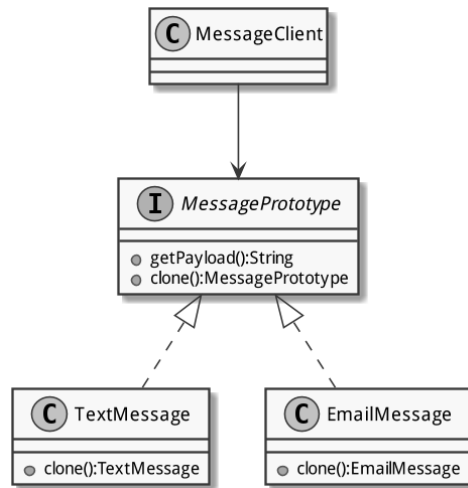 C MessageClient
I MessagePrototype
getPayload():String
clone():MessagePrototype
C TextMessage
clone():TextMessage
C EmailMessage
clone():EmailMessage